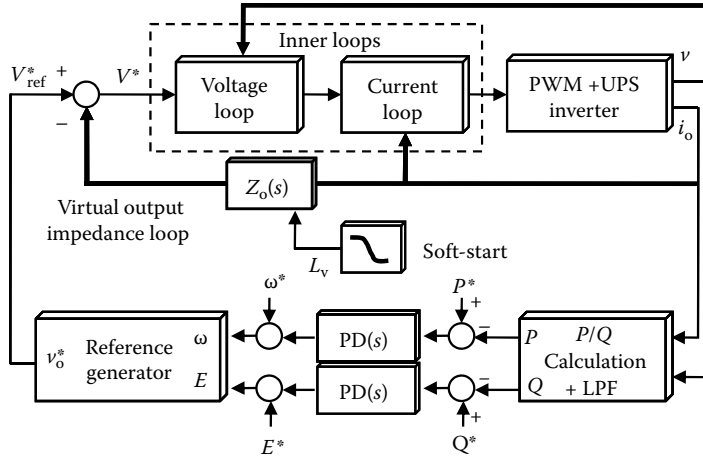 Inner loops
V*ref
+
−
V*
Voltage
loop
Current
loop
PWM +UPS
inverter
v
io
Zo(s)
Virtual output
impedance loop
Lv
Soft-start
ω*
P*
+
−
vo*
Reference
generator
ω
E
PD(s)
PD(s)
P
Q
P/Q
Calculation
+ LPF
−
+
E*
Q*